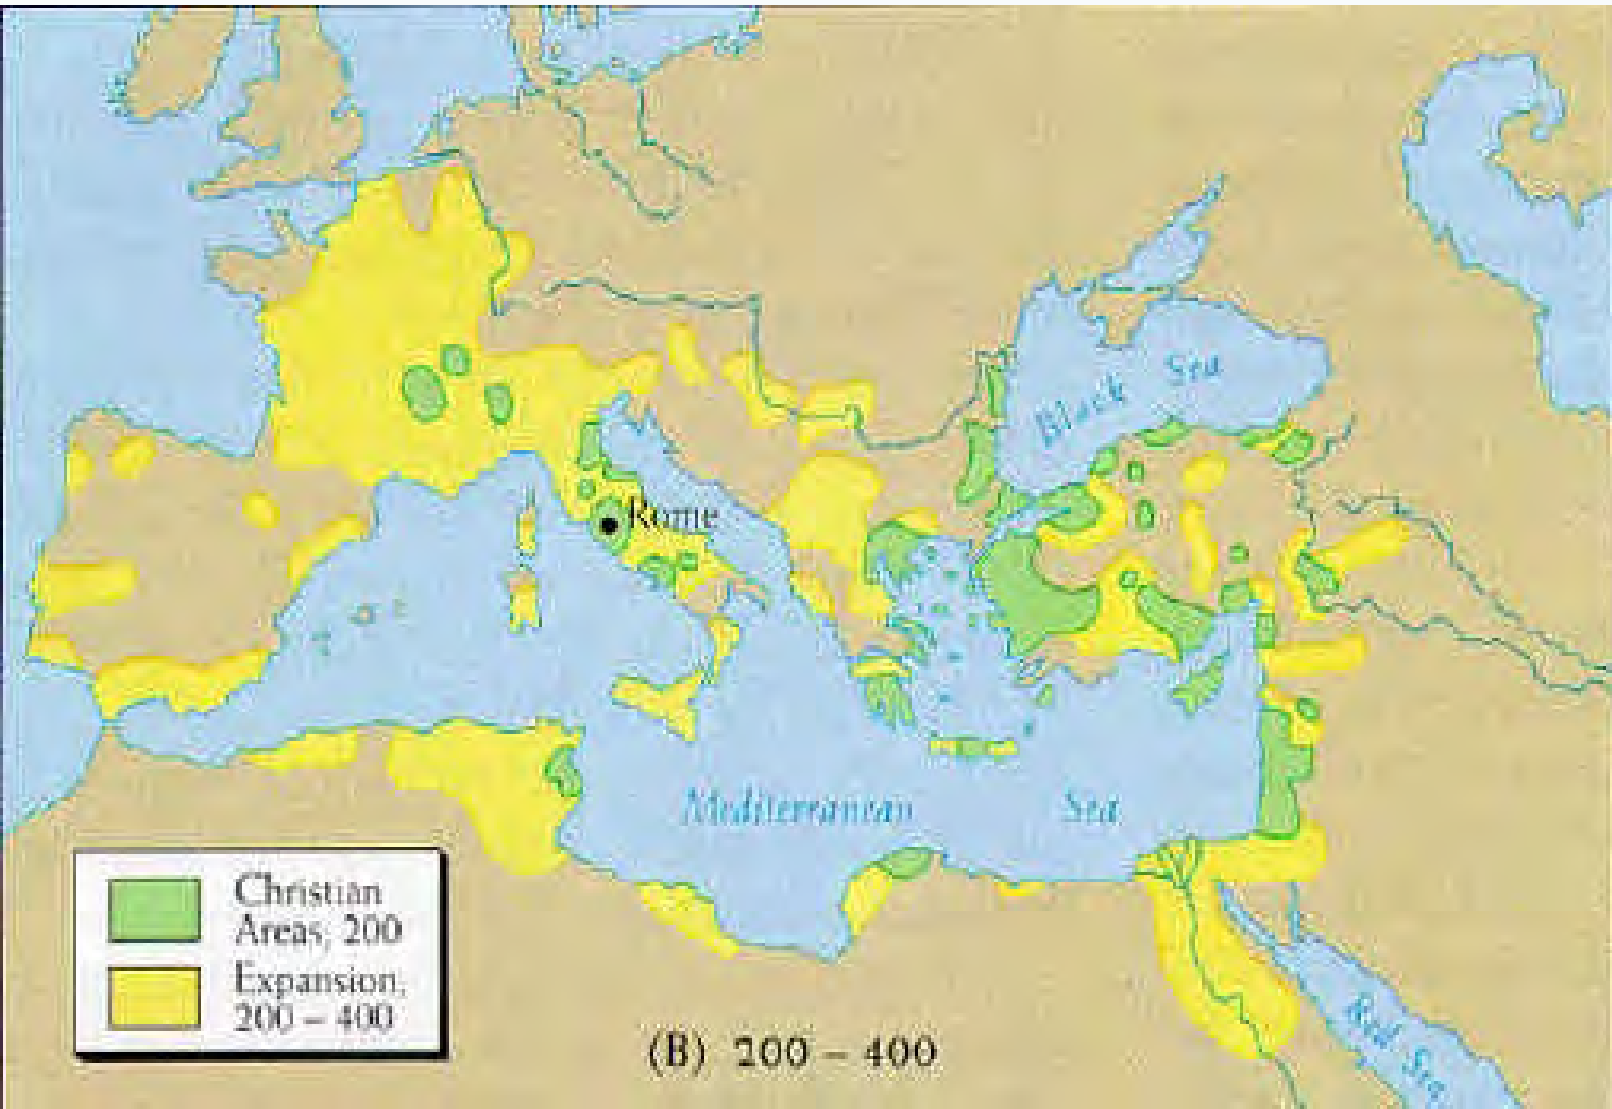 Black Sea
Rome
Mediterranean Sea
Christian
Areas, 200
Expansion,
200 – 400
(B) 200 – 400
Red Sea